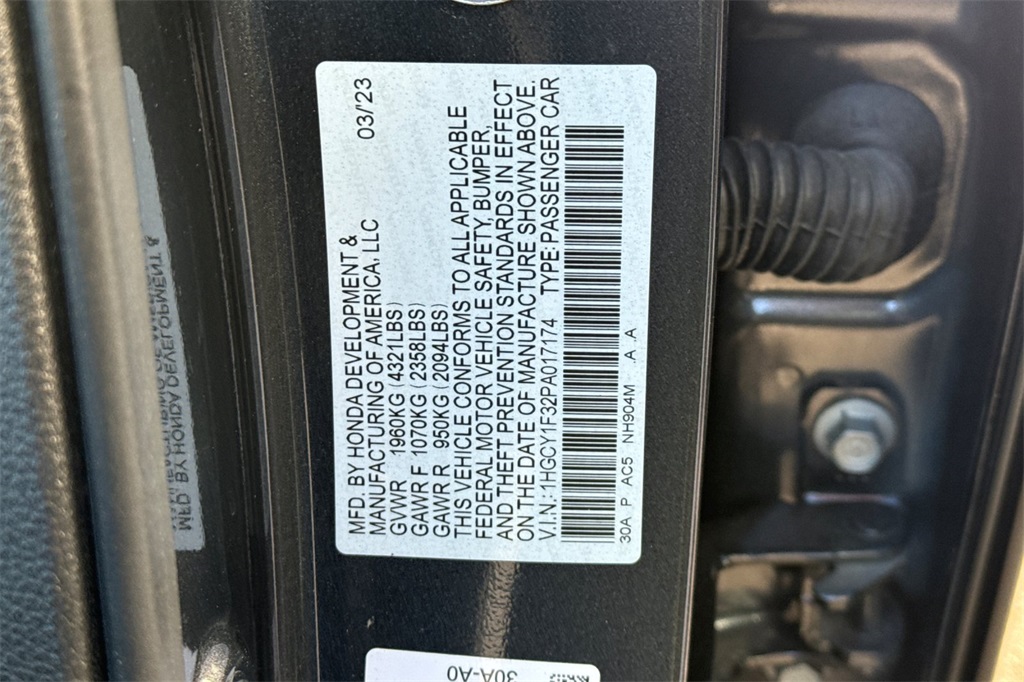 MFD. BY HONDA DEVELOPMENT &
MANUFACTURING OF AMERICA, LLC 03/'23
GVWR 1960KG (4321LBS)
GAWR F 1070KG (2358LBS)
GAWR R 950KG (2094LBS)
THIS VEHICLE CONFORMS TO ALL APPLICABLE
FEDERAL MOTOR VEHICLE SAFETY, BUMPER,
AND THEFT PREVENTION STANDARDS IN EFFECT
ON THE DATE OF MANUFACTURE SHOWN ABOVE.
V.I.N.: 1HGCY1F32PA017174 TYPE: PASSENGER CAR
30A P AC5 NH904M A A
30A-A0
MFD. BY HONDA DEVELOPMENT &